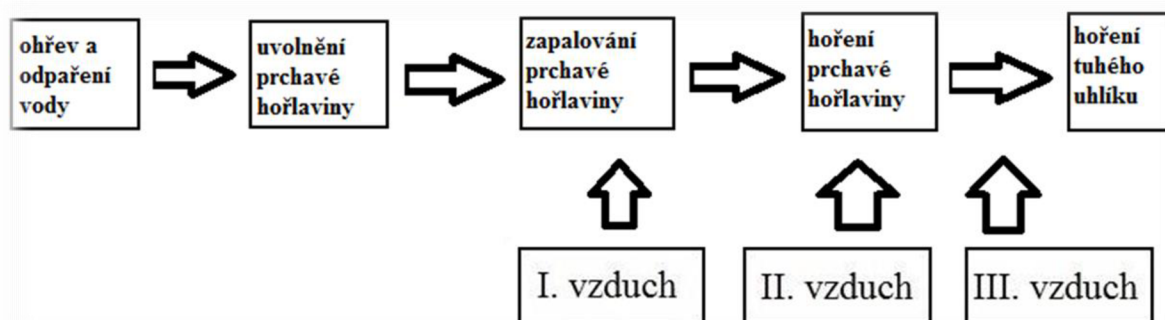 ohřev a
odpaření
vody
uvolnění
prchavé
hořlaviny
zapalování
prchavé
hořlaviny
hoření
prchavé
hořlaviny
hoření
tuhého
uhlíku
I. vzduch
II. vzduch
III. vzduch